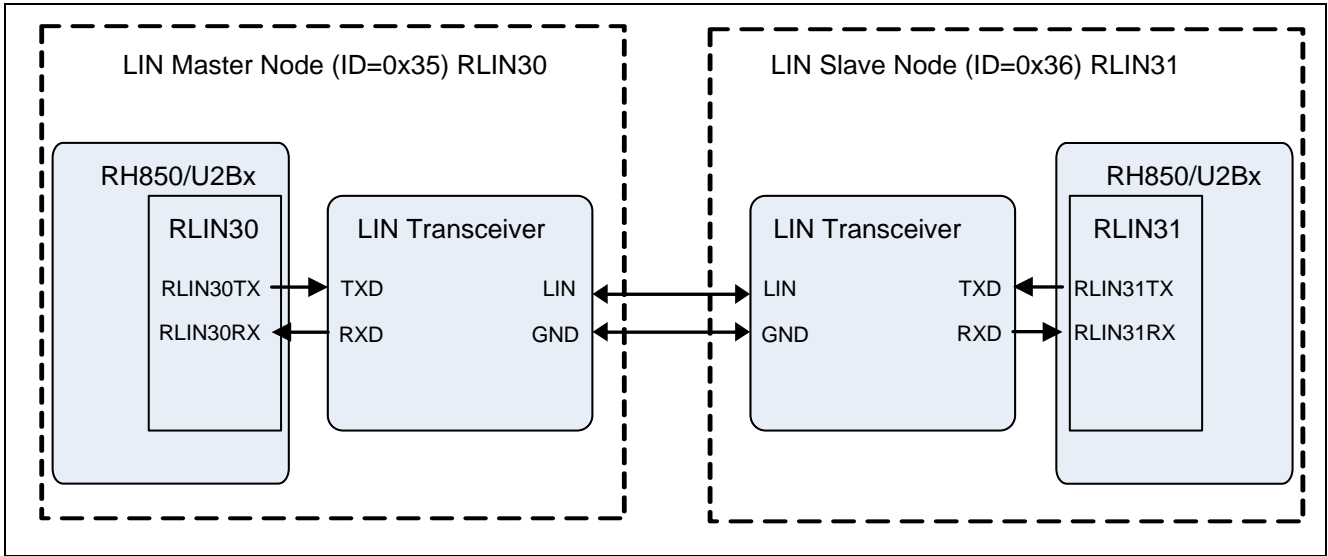 LIN Master Node (ID=0x35) RLIN30
RH850/U2Bx
RLIN30
RLIN30TX
RLIN30RX
LIN Transceiver
TXD
RXD
LIN
GND
LIN Slave Node (ID=0x36) RLIN31
LIN Transceiver
LIN
GND
TXD
RXD
RH850/U2Bx
RLIN31
RLIN31TX
RLIN31RX